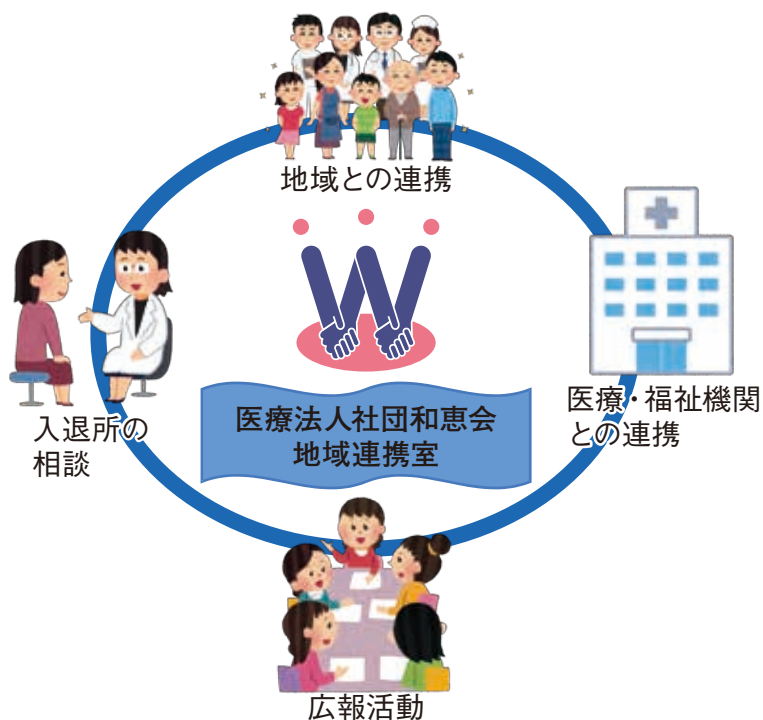 地域との連携
医療・福祉機関
との連携
入退所の
相談
医療法人社団和恵会
地域連携室
広報活動